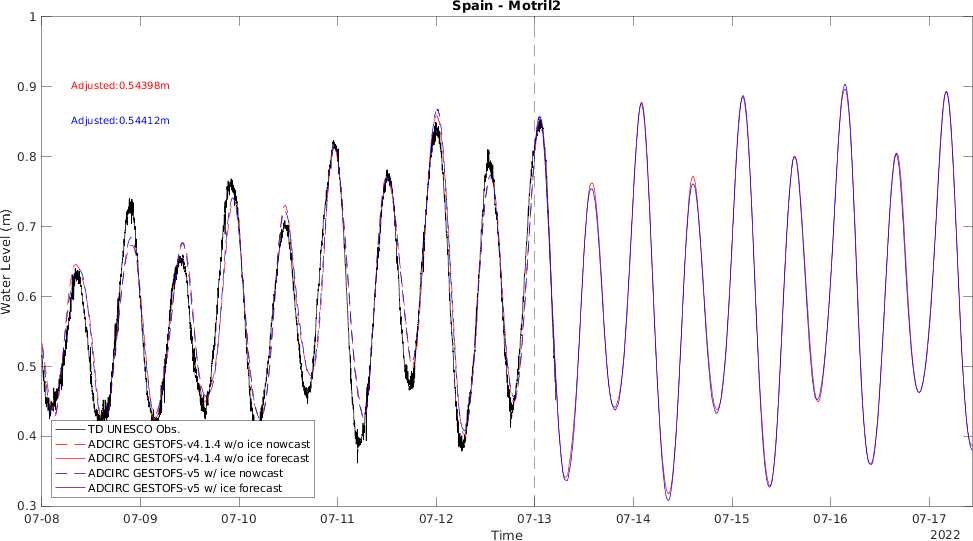 Spain - Motril2
Water Level (m)
1
0.9
0.8
0.7
0.6
0.5
0.4
0.3
Adjusted:0.54398m
Adjusted:0.54412m
TD UNESCO Obs.
ADCIRC GESTOFS-v4.1.4 w/o ice nowcast
ADCIRC GESTOFS-v4.1.4 w/o ice forecast
ADCIRC GESTOFS-v5 w/ ice nowcast
ADCIRC GESTOFS-v5 w/ ice forecast
07-08 07-09 07-10 07-11 07-12 07-13 07-14 07-15 07-16 07-17
Time
2022